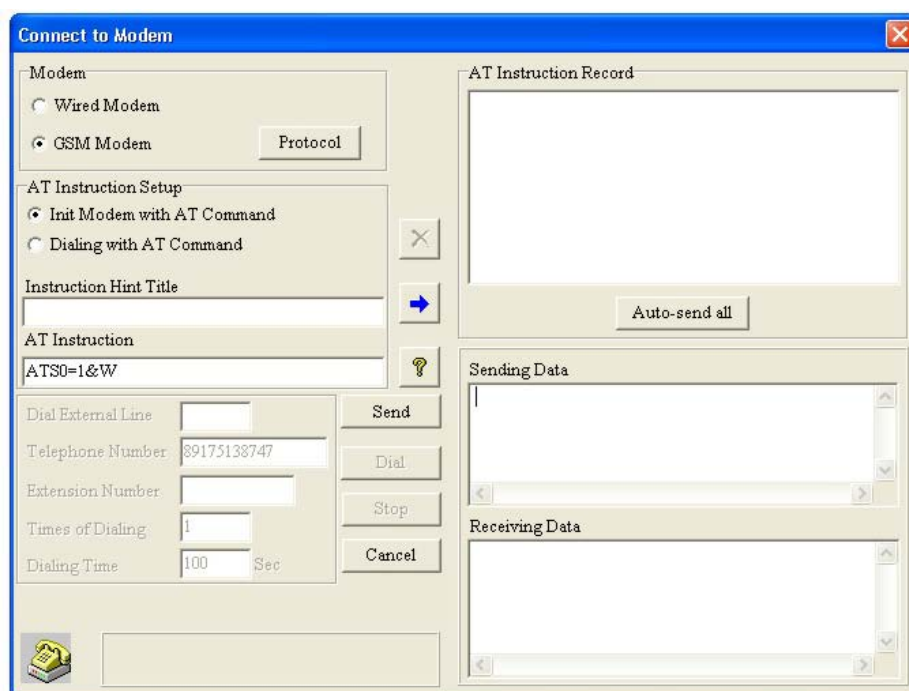 Connect to Modem
Modem
Wired Modem
GSM Modem
Protocol
AT Instruction Setup
Init Modem with AT Command
Dialing with AT Command
Instruction Hint Title
AT Instruction
ATS0=1&W
Dial External Line
Telephone Number 89175138747
Extension Number
Times of Dialing 1
Dialing Time 100 Sec
Send
Dial
Stop
Cancel
AT Instruction Record
Auto-send all
Sending Data
Receiving Data